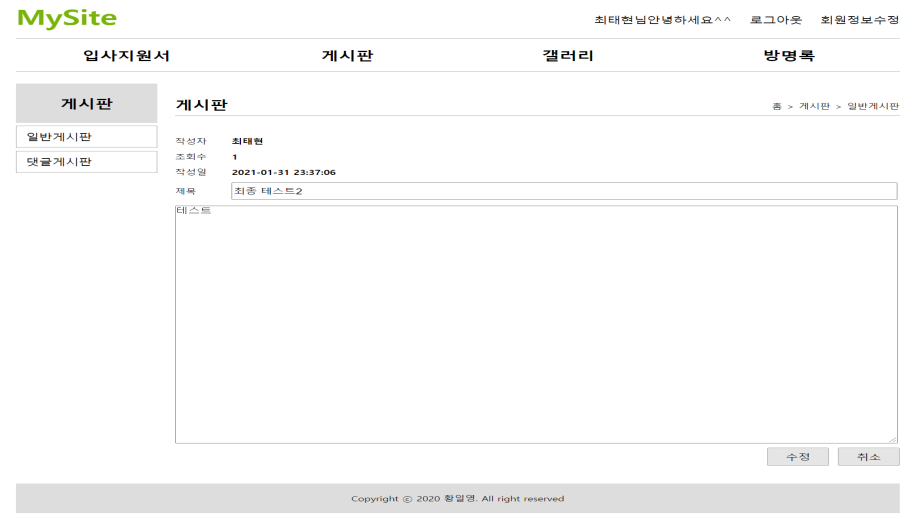 MySite
최태현님안녕하세요^^ 로그아웃 회원정보수정
입사지원서 게시판 갤러리 방명록
게시판
일반게시판
댓글게시판
게시판
홈 > 게시판 > 일반게시판
작성자 최태현
조회수 1
작성일 2021-01-31 23:37:06
제목 최종 테스트2
테스트
수정 취소
Copyright ⓒ 2020 황일영. All right reserved